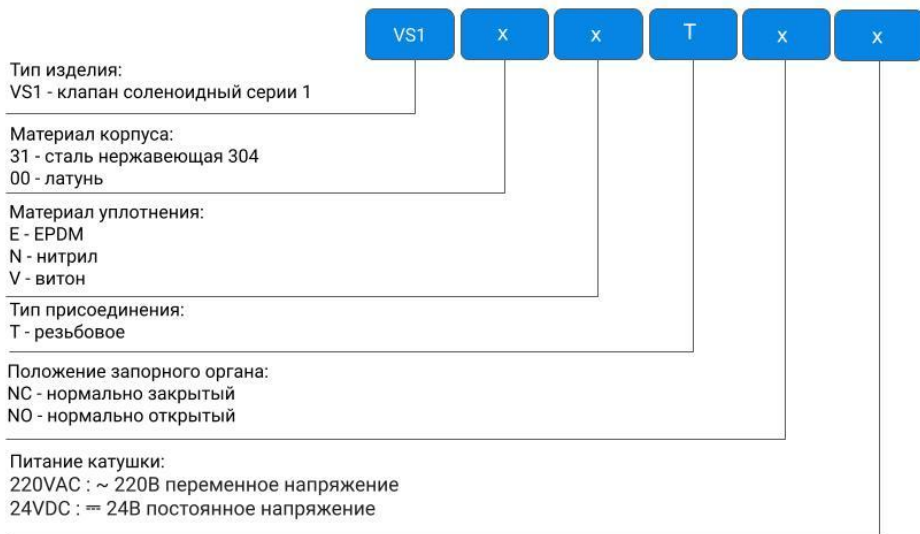 VS1 x x T x x
Тип изделия:
VS1 - клапан соленоидный серии 1
Материал корпуса:
31 - сталь нержавеющая 304
00 - латунь
Материал уплотнения:
E - EPDM
N - нитрил
V - витон
Тип присоединения:
Т - резьбовое
Положение запорного органа:
NC - нормально закрытый
NO - нормально открытый
Питание катушки:
220VAC : ~ 220В переменное напряжение
24VDC : ⎓ 24В постоянное напряжение